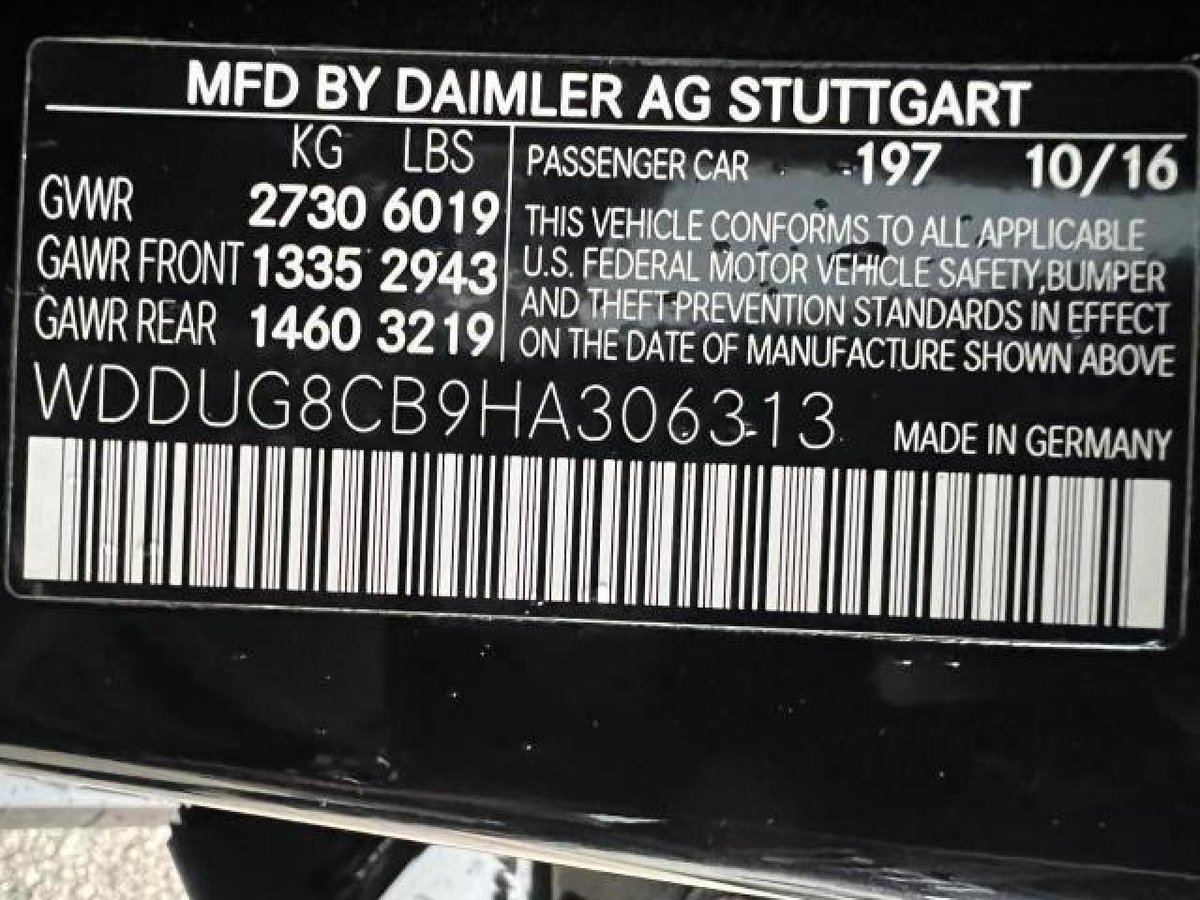 MFD BY DAIMLER AG STUTTGART
KG LBS
GVWR 2730 6019
GAWR FRONT 1335 2943
GAWR REAR 1460 3219
PASSENGER CAR 197 10/16
THIS VEHICLE CONFORMS TO ALL APPLICABLE
U.S. FEDERAL MOTOR VEHICLE SAFETY,BUMPER
AND THEFT PREVENTION STANDARDS IN EFFECT
ON THE DATE OF MANUFACTURE SHOWN ABOVE
WDDUG8CB9HA306313
MADE IN GERMANY